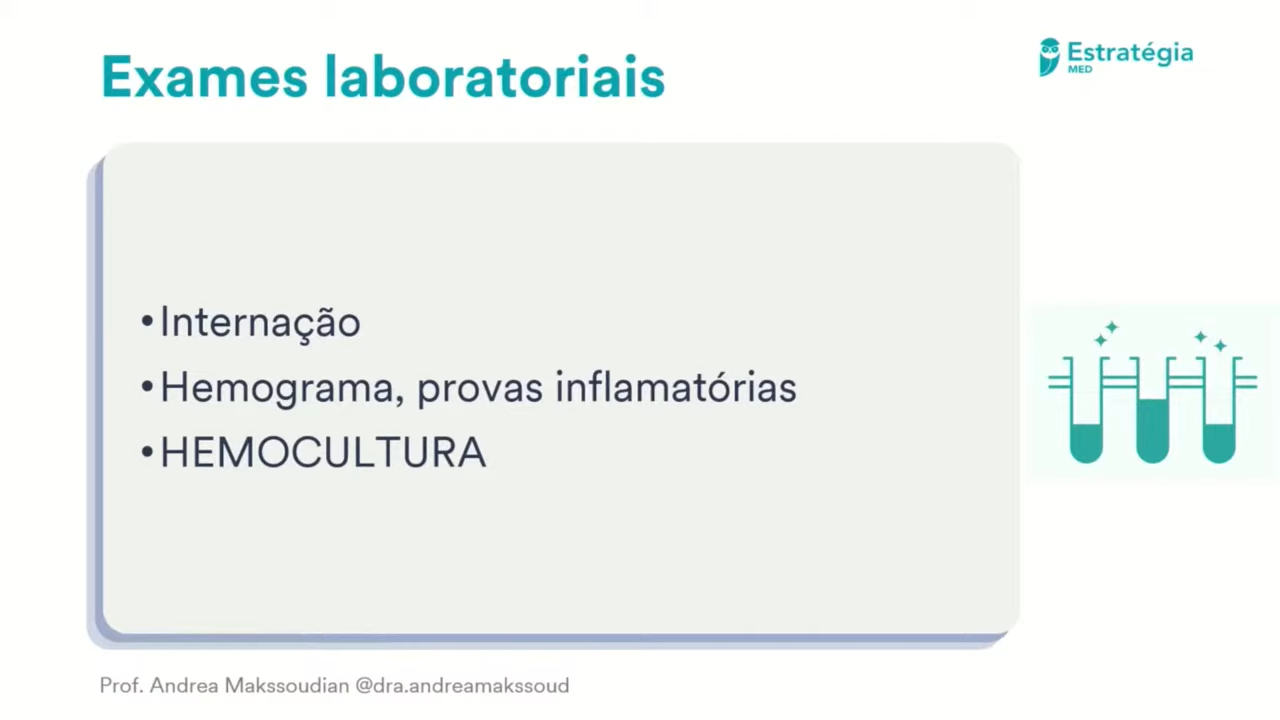 Exames laboratoriais
Estratégia
MED
•Internação
•Hemograma, provas inflamatórias
•HEMOCULTURA
Prof. Andrea Makssoudian @dra.andreamakssoud